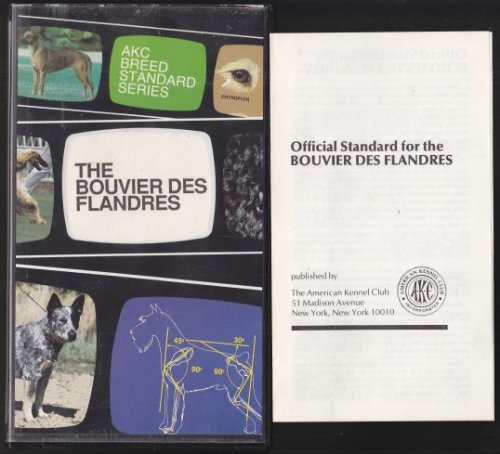 AKC
BREED
STANDARD
SERIES
ENTROPION
THE
BOUVIER DES
FLANDRES
45°
30°
90°
90°
Official Standard for the
BOUVIER DES FLANDRES
published by
The American Kennel Club
51 Madison Avenue
New York, New York 10010
AMERICAN KENNEL CLUB
AKC
INCORPORATED